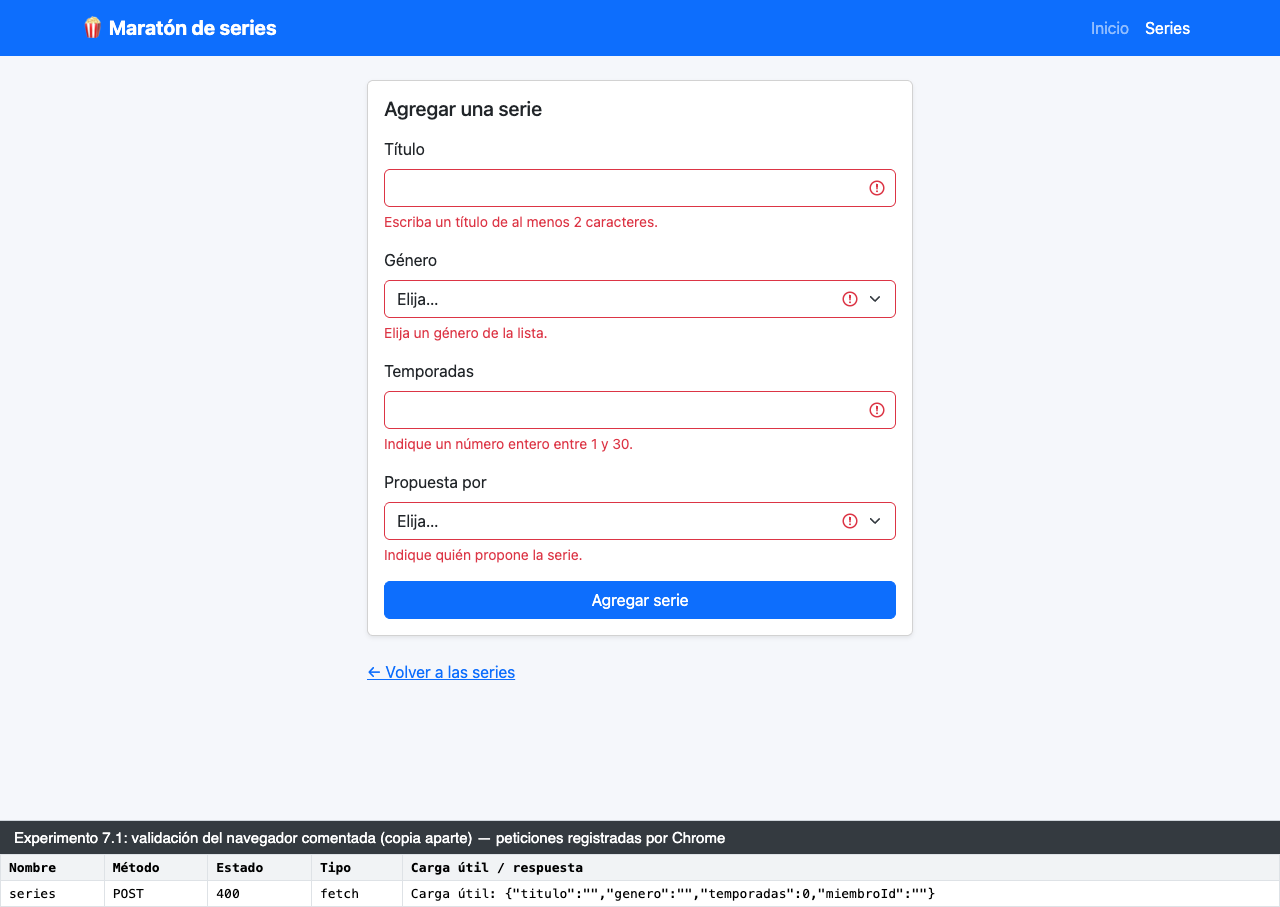 🍿 Maratón de series
Inicio Series
Agregar una serie
Título
Escriba un título de al menos 2 caracteres.
Género
Elija...
Elija un género de la lista.
Temporadas
Indique un número entero entre 1 y 30.
Propuesta por
Elija...
Indique quién propone la serie.
Agregar serie
← Volver a las series
Experimento 7.1: validación del navegador comentada (copia aparte) — peticiones registradas por Chrome
Nombre Método Estado Tipo Carga útil / respuesta
series POST 400 fetch Carga útil: {"titulo":"","genero":"","temporadas":0,"miembroId":""}